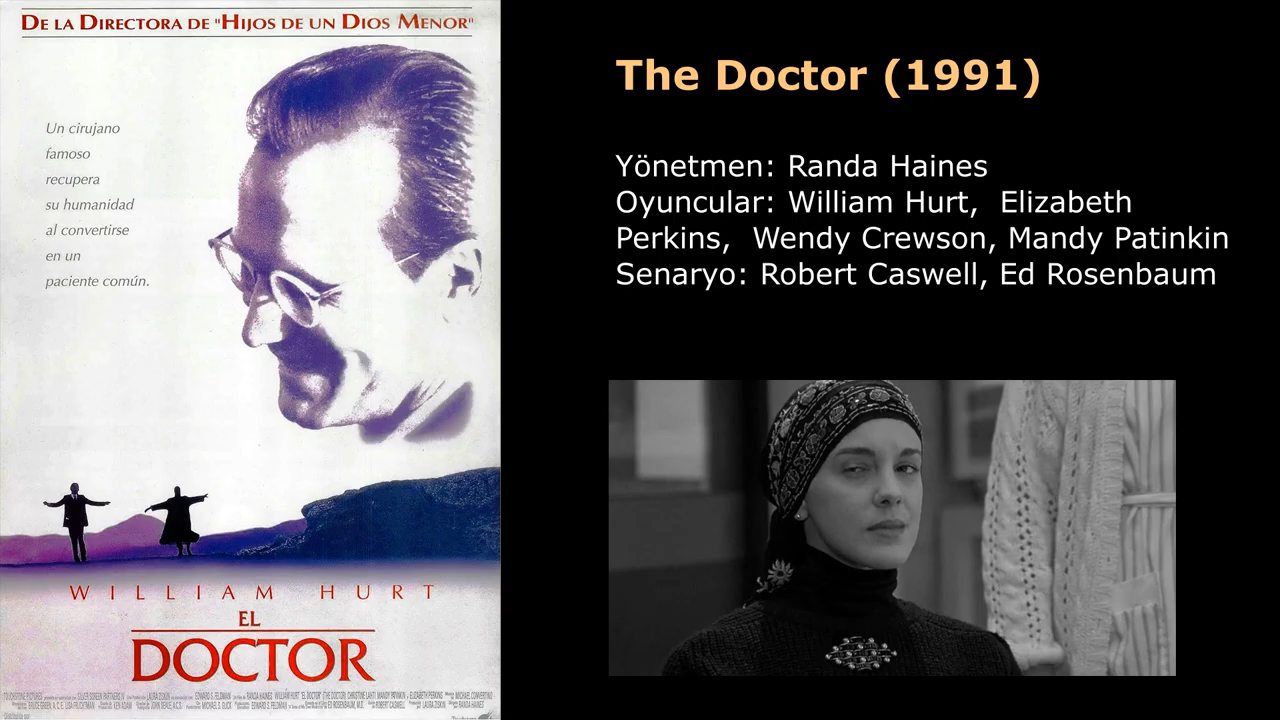 DE LA DIRECTORA DE "HIJOS DE UN DIOS MENOR"
Un cirujano
famoso
recupera
su humanidad
al convertirse
en un
paciente común.
WILLIAM HURT
EL
DOCTOR
The Doctor (1991)
Yönetmen: Randa Haines
Oyuncular: William Hurt, Elizabeth
Perkins, Wendy Crewson, Mandy Patinkin
Senaryo: Robert Caswell, Ed Rosenbaum